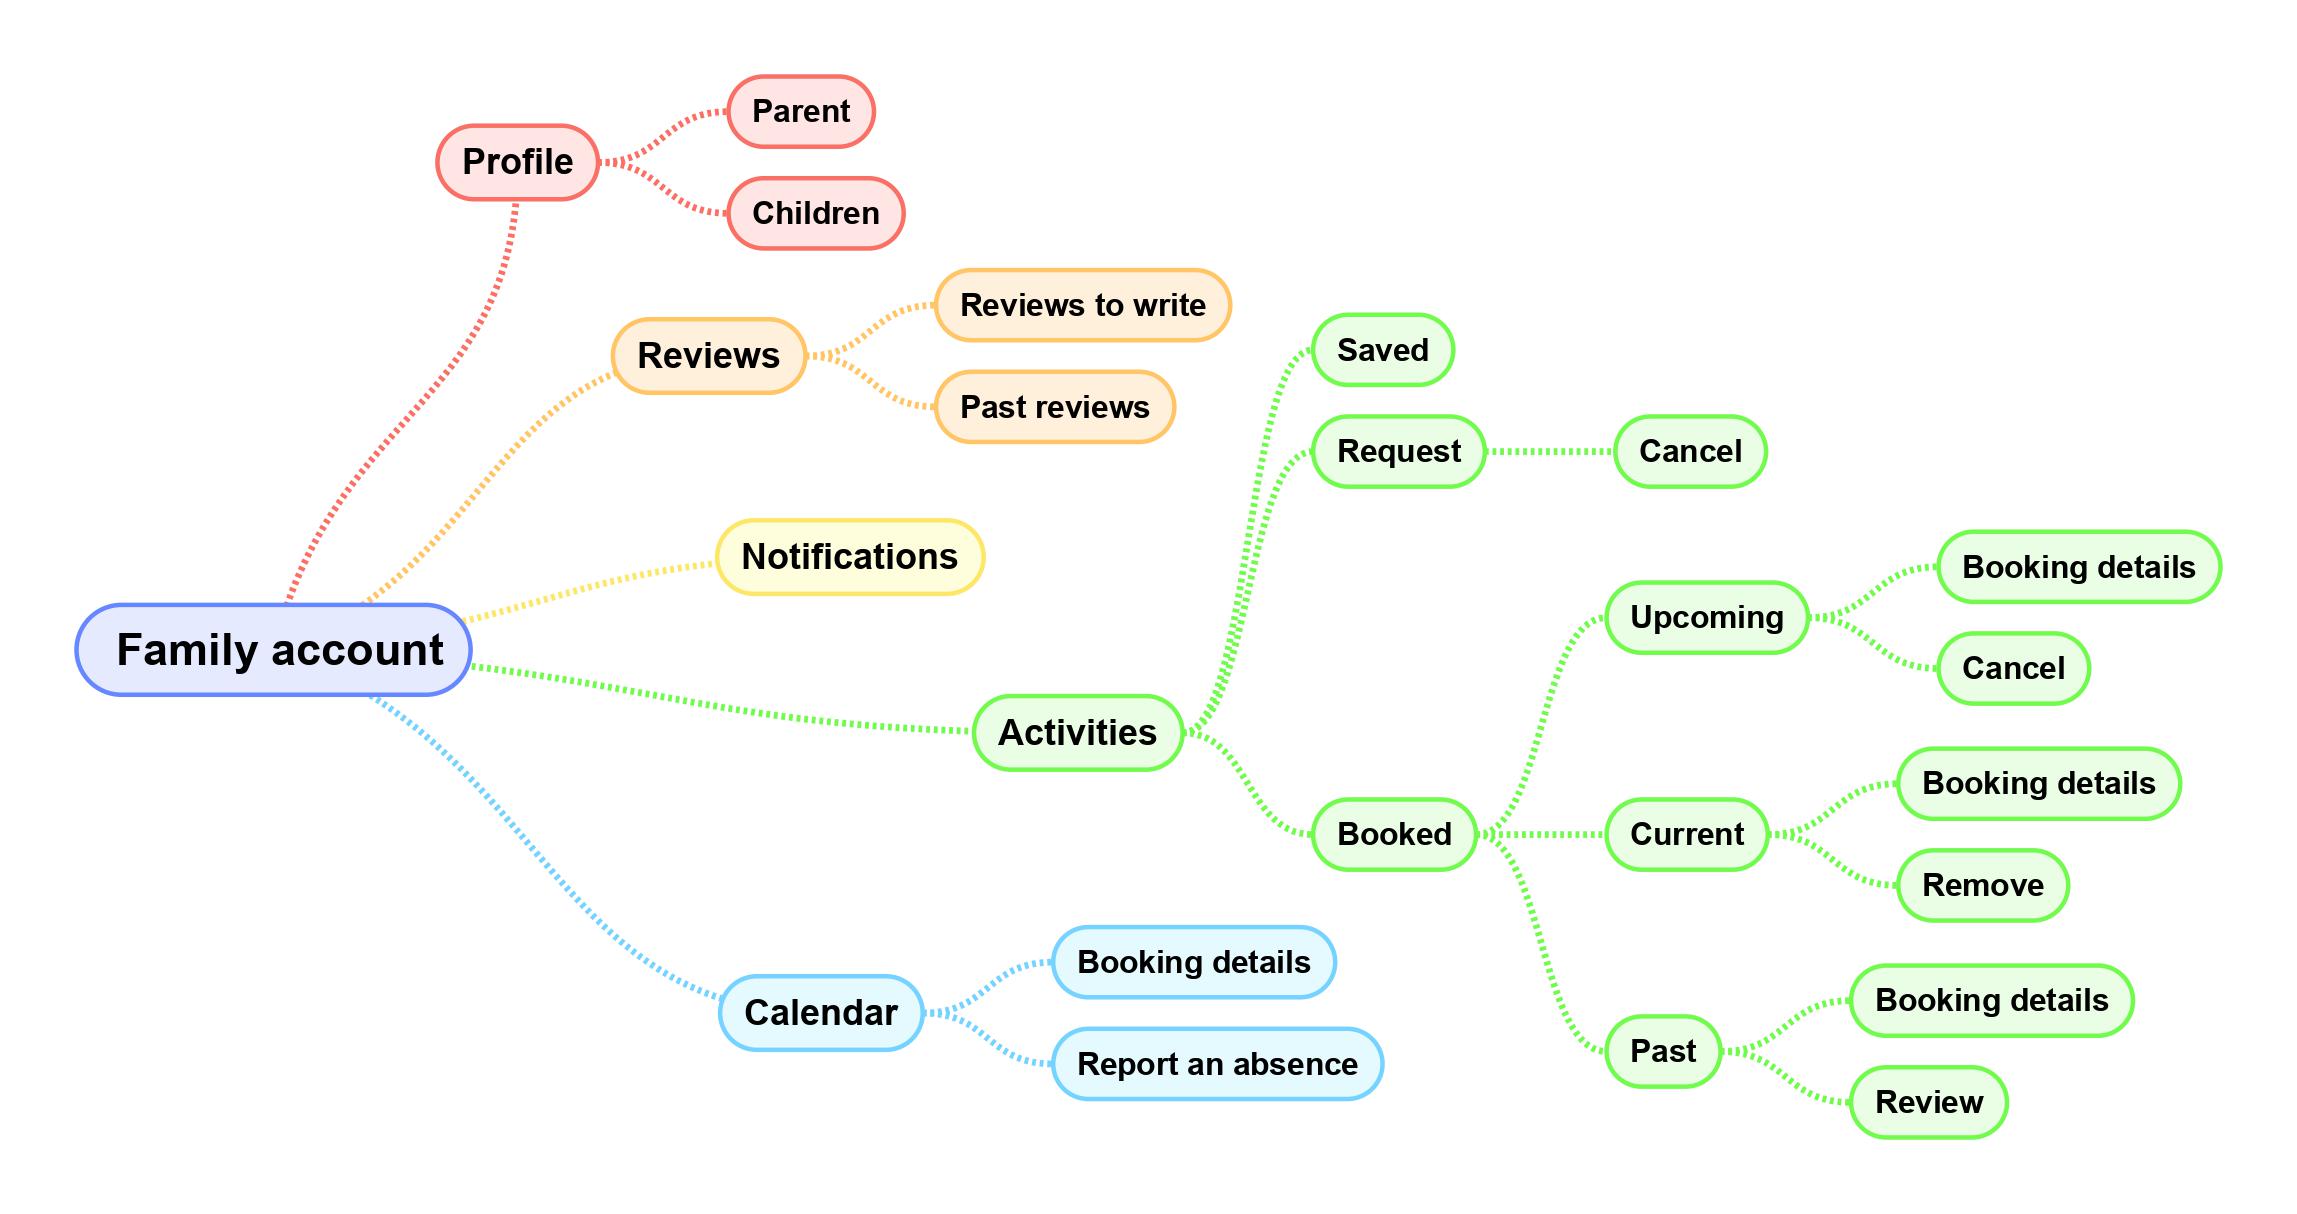 Family account
Profile
Parent
Children
Reviews
Reviews to write
Past reviews
Notifications
Activities
Saved
Request
Cancel
Booked
Upcoming
Booking details
Cancel
Current
Booking details
Remove
Past
Booking details
Review
Calendar
Booking details
Report an absence